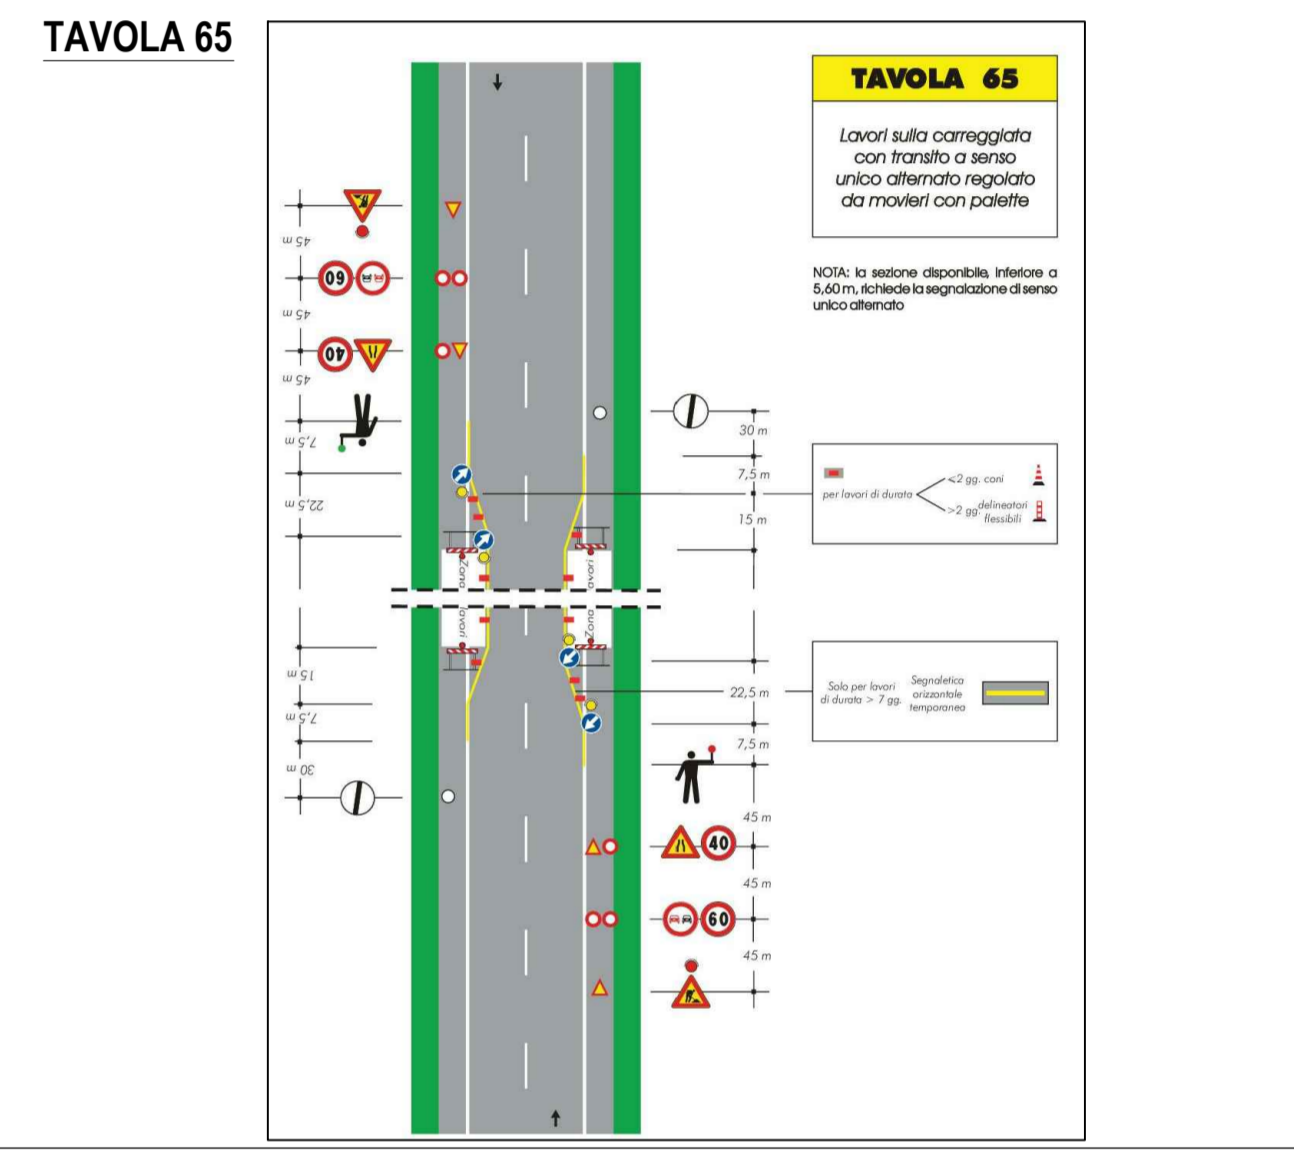 TAVOLA 65
TAVOLA 65
Lavori sulla carreggiata
con transito a senso
unico alternato regolato
da movieri con palette
NOTA: la sezione disponibile, inferiore a
5,60 m, richiede la segnalazione di senso
unico alternato
45 m
60
45 m
40
45 m
7,5 m
22,5 m
30 m
7,5 m
15 m
per lavori di durata
<2 gg. coni
>2 gg. delineatori
flessibili
Zona
avori
lavori
Zona
15 m
7,5 m
30 m
22,5 m
7,5 m
Solo per lavori
di durata > 7 gg.
Segnaletica
orizzontale
temporanea
45 m
40
45 m
60
45 m